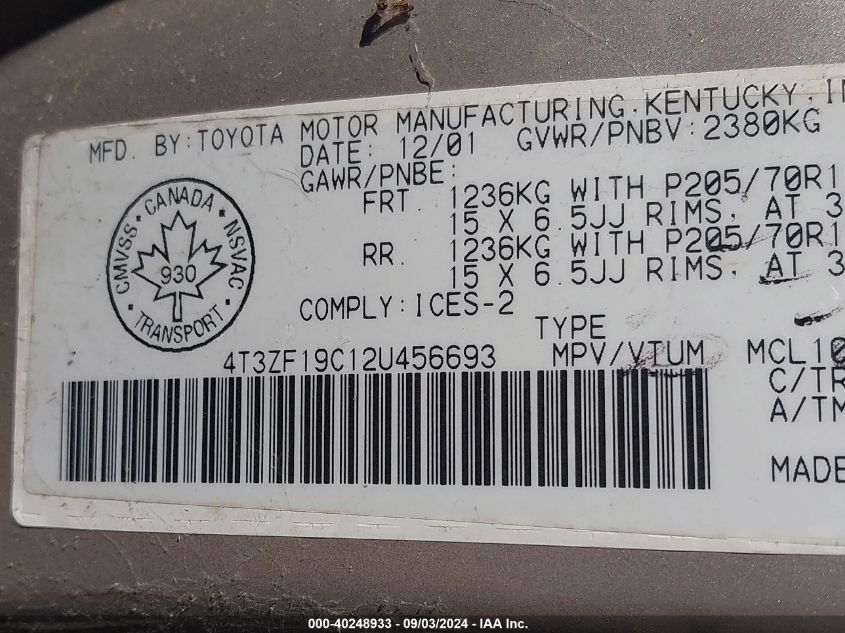 MFD. BY: TOYOTA MOTOR MANUFACTURING, KENTUCKY, IN
DATE: 12/01 GVWR/PNBV: 2380KG
GAWR/PNBE:
FRT. 1236KG WITH P205/70R1
15 X 6.5JJ RIMS, AT 3
RR. 1236KG WITH P205/70R1
15 X 6.5JJ RIMS, AT 3
CMVSS · CANADA · NSVAC · TRANSPORT ·
930
COMPLY: ICES-2
TYPE
4T3ZF19C12U456693 MPV/VTUM MCL10
C/TR
A/TM
MADE
000-40248933 - 09/03/2024 - IAA Inc.